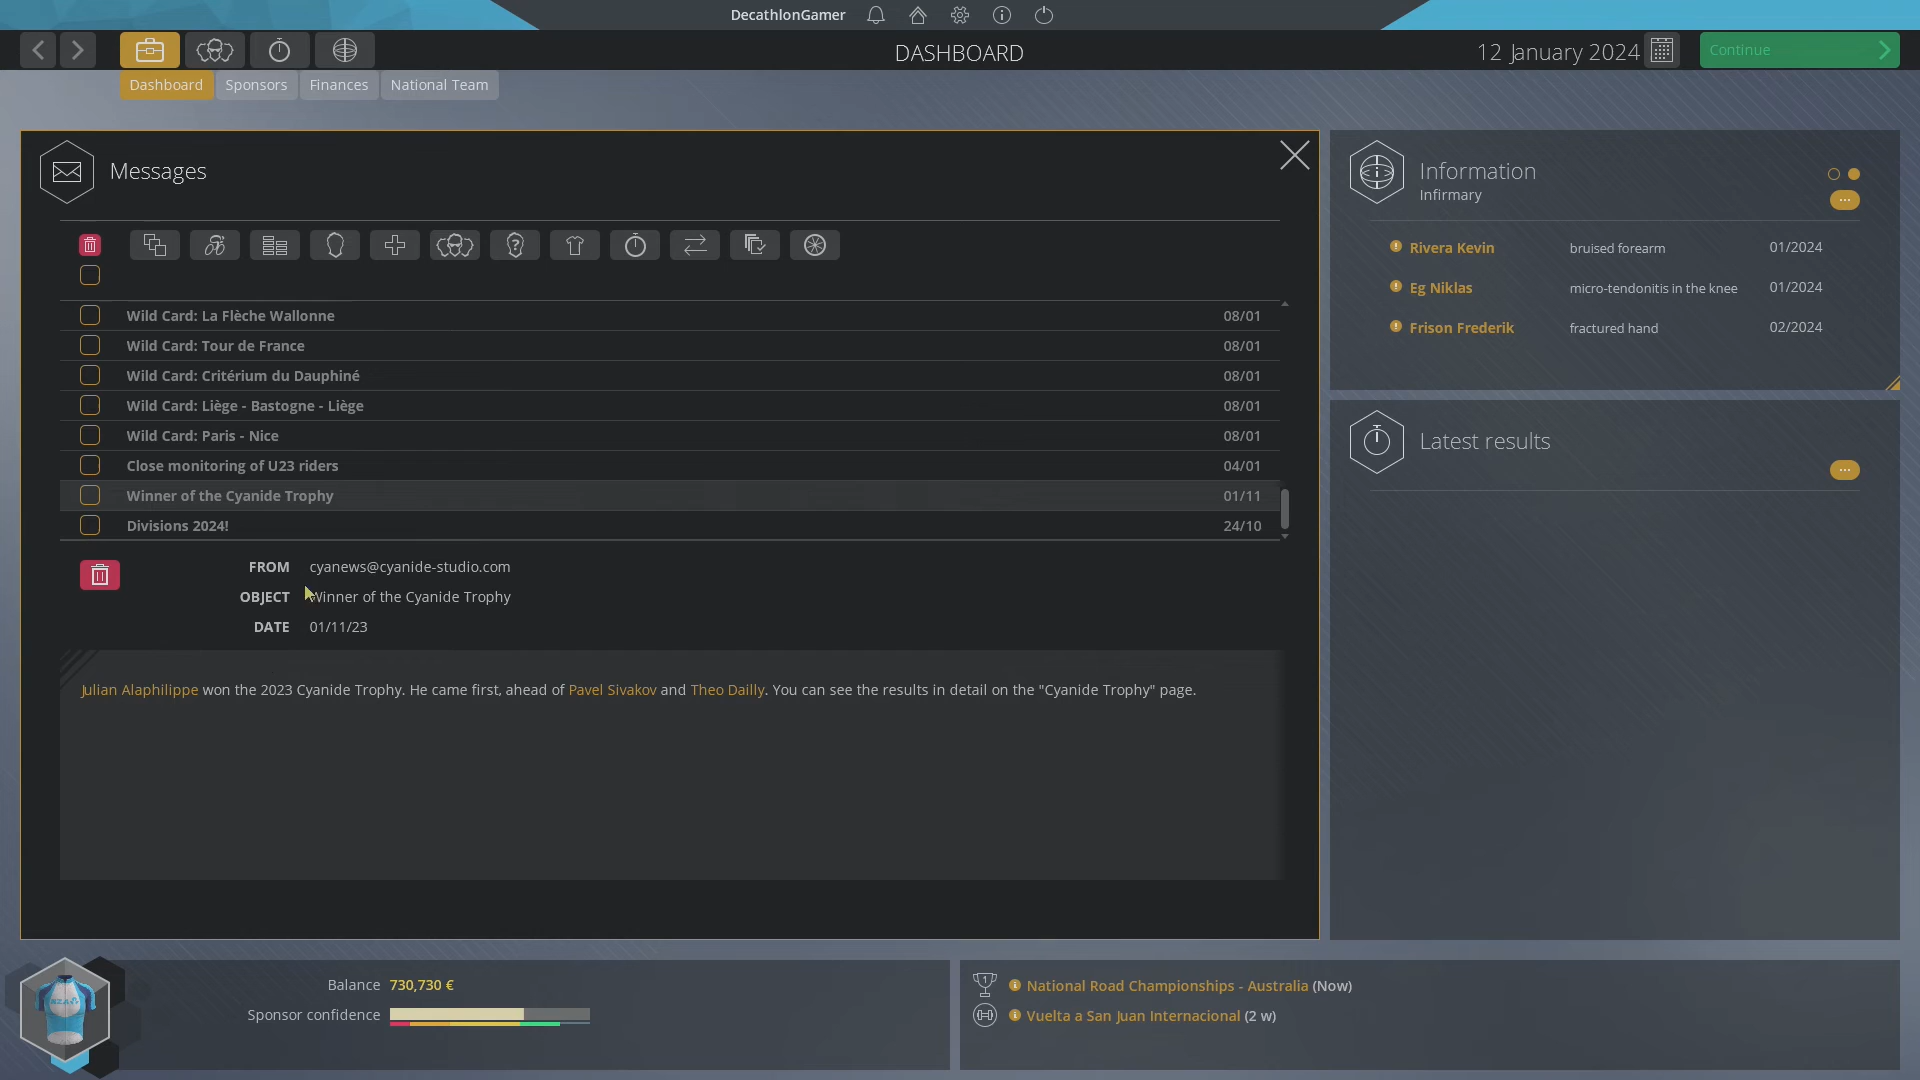 DecathlonGamer
DASHBOARD
12 January 2024
Continue
Dashboard
Sponsors
Finances
National Team
Messages
Wild Card: La Flèche Wallonne 08/01
Wild Card: Tour de France 08/01
Wild Card: Critérium du Dauphiné 08/01
Wild Card: Liège - Bastogne - Liège 08/01
Wild Card: Paris - Nice 08/01
Close monitoring of U23 riders 04/01
Winner of the Cyanide Trophy 01/11
Divisions 2024! 24/10
FROM cyanews@cyanide-studio.com
OBJECT Winner of the Cyanide Trophy
DATE 01/11/23
Julian Alaphilippe won the 2023 Cyanide Trophy. He came first, ahead of Pavel Sivakov and Theo Dailly. You can see the results in detail on the "Cyanide Trophy" page.
Information
Infirmary
Rivera Kevin bruised forearm 01/2024
Eg Niklas micro-tendonitis in the knee 01/2024
Frison Frederik fractured hand 02/2024
Latest results
Balance 730,730 €
Sponsor confidence
National Road Championships - Australia (Now)
Vuelta a San Juan Internacional (2 w)